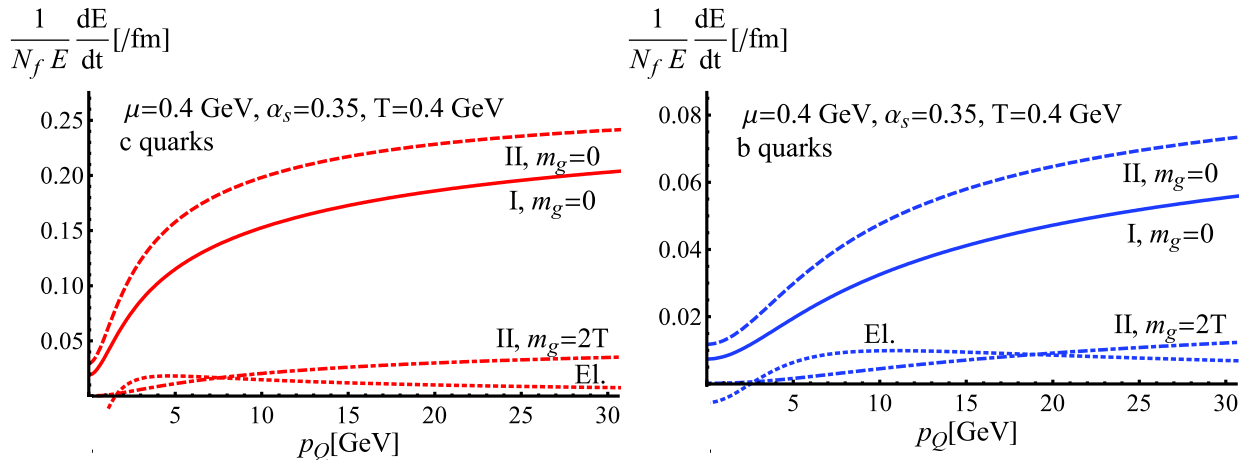 1/(N_f E) dE/dt [/fm]
μ=0.4 GeV, α_s=0.35, T=0.4 GeV
c quarks
0.25
0.20
0.15
0.10
0.05
II, m_g=0
I, m_g=0
II, m_g=2T
El.
5 10 15 20 25 30
p_Q[GeV]
1/(N_f E) dE/dt [/fm]
μ=0.4 GeV, α_s=0.35, T=0.4 GeV
b quarks
0.08
0.06
0.04
0.02
II, m_g=0
I, m_g=0
El.
II, m_g=2T
5 10 15 20 25 30
p_Q[GeV]